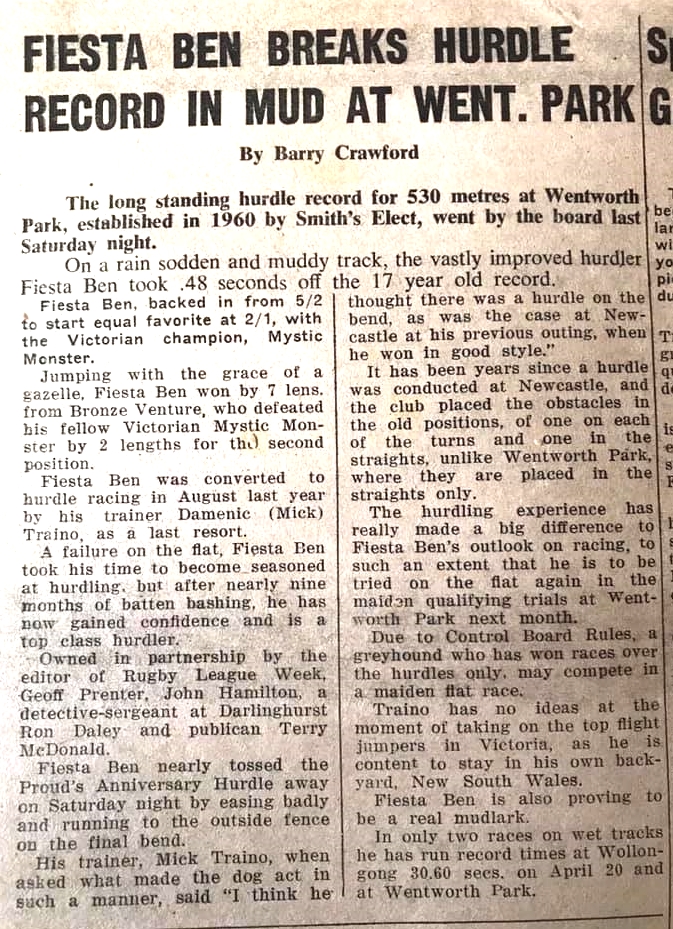 FIESTA BEN BREAKS HURDLE
RECORD IN MUD AT WENT. PARK
By Barry Crawford
The long standing hurdle record for 530 metres at Wentworth
Park, established in 1960 by Smith's Elect, went by the board last
Saturday night.
On a rain sodden and muddy track, the vastly improved hurdler
Fiesta Ben took .48 seconds off the 17 year old record.
Fiesta Ben, backed in from 5/2
to start equal favorite at 2/1, with
the Victorian champion, Mystic
Monster.
Jumping with the grace of a
gazelle, Fiesta Ben won by 7 lens.
from Bronze Venture, who defeated
his fellow Victorian Mystic Mon-
ster by 2 lengths for the second
position.
Fiesta Ben was converted to
hurdle racing in August last year
by his trainer Damenic (Mick)
Traino, as a last resort.
A failure on the flat, Fiesta Ben
took his time to become seasoned
at hurdling, but after nearly nine
months of batten bashing, he has
now gained confidence and is a
top class hurdler.
Owned in partnership by the
editor of Rugby League Week,
Geoff Prenter, John Hamilton, a
detective-sergeant at Darlinghurst
Ron Daley and publican Terry
McDonald.
Fiesta Ben nearly tossed the
Proud's Anniversary Hurdle away
on Saturday night by easing badly
and running to the outside fence
on the final bend.
His trainer, Mick Traino, when
asked what made the dog act in
such a manner, said "I think he
thought there was a hurdle on the
bend, as was the case at New-
castle at his previous outing, when
he won in good style."
It has been years since a hurdle
was conducted at Newcastle, and
the club placed the obstacles in
the old positions, of one on each
of the turns and one in the
straights, unlike Wentworth Park,
where they are placed in the
straights only.
The hurdling experience has
really made a big difference to
Fiesta Ben's outlook on racing, to
such an extent that he is to be
tried on the flat again in the
maiden qualifying trials at Went-
worth Park next month.
Due to Control Board Rules, a
greyhound who has won races over
the hurdles only, may compete in
a maiden flat race.
Traino has no ideas at the
moment of taking on the top flight
jumpers in Victoria, as he is
content to stay in his own back-
yard, New South Wales.
Fiesta Ben is also proving to
be a real mudlark.
In only two races on wet tracks
he has run record times at Wollon-
gong 30.60 secs. on April 20 and
at Wentworth Park.